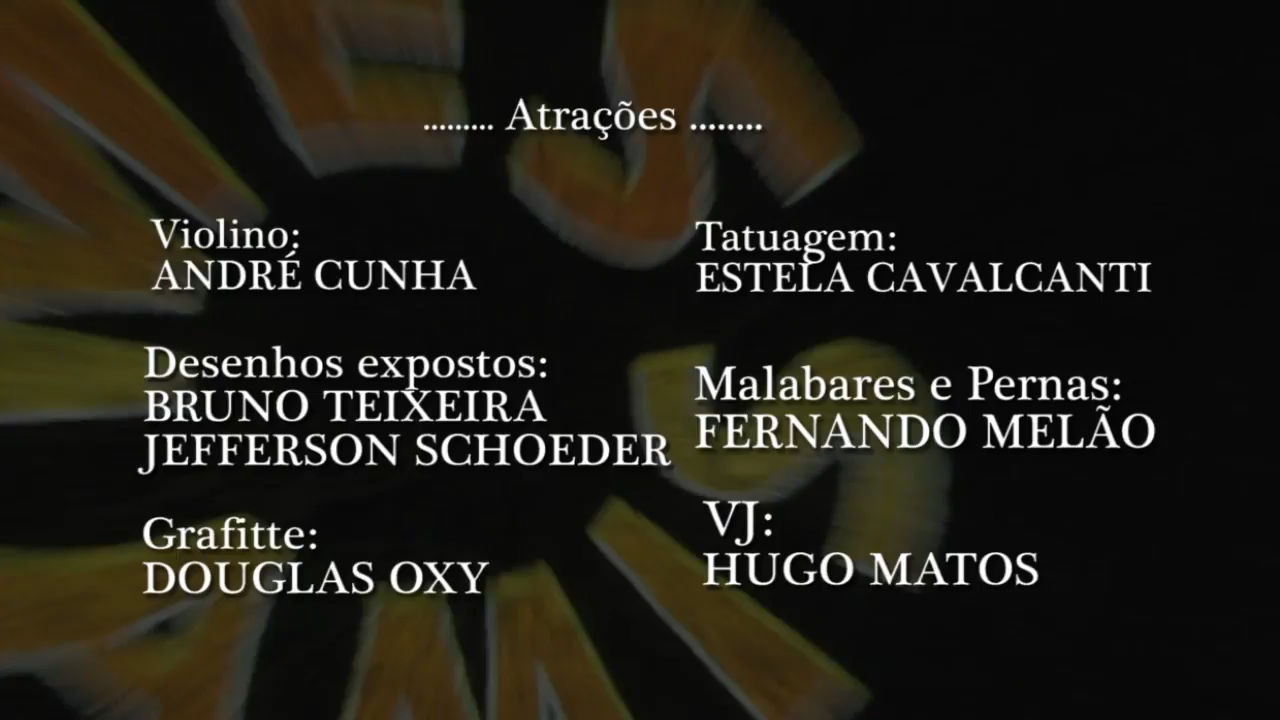 ......... Atrações ........
Violino:
ANDRÉ CUNHA
Desenhos expostos:
BRUNO TEIXEIRA
JEFFERSON SCHOEDER
Grafitte:
DOUGLAS OXY
Tatuagem:
ESTELA CAVALCANTI
Malabares e Pernas:
FERNANDO MELÃO
VJ:
HUGO MATOS